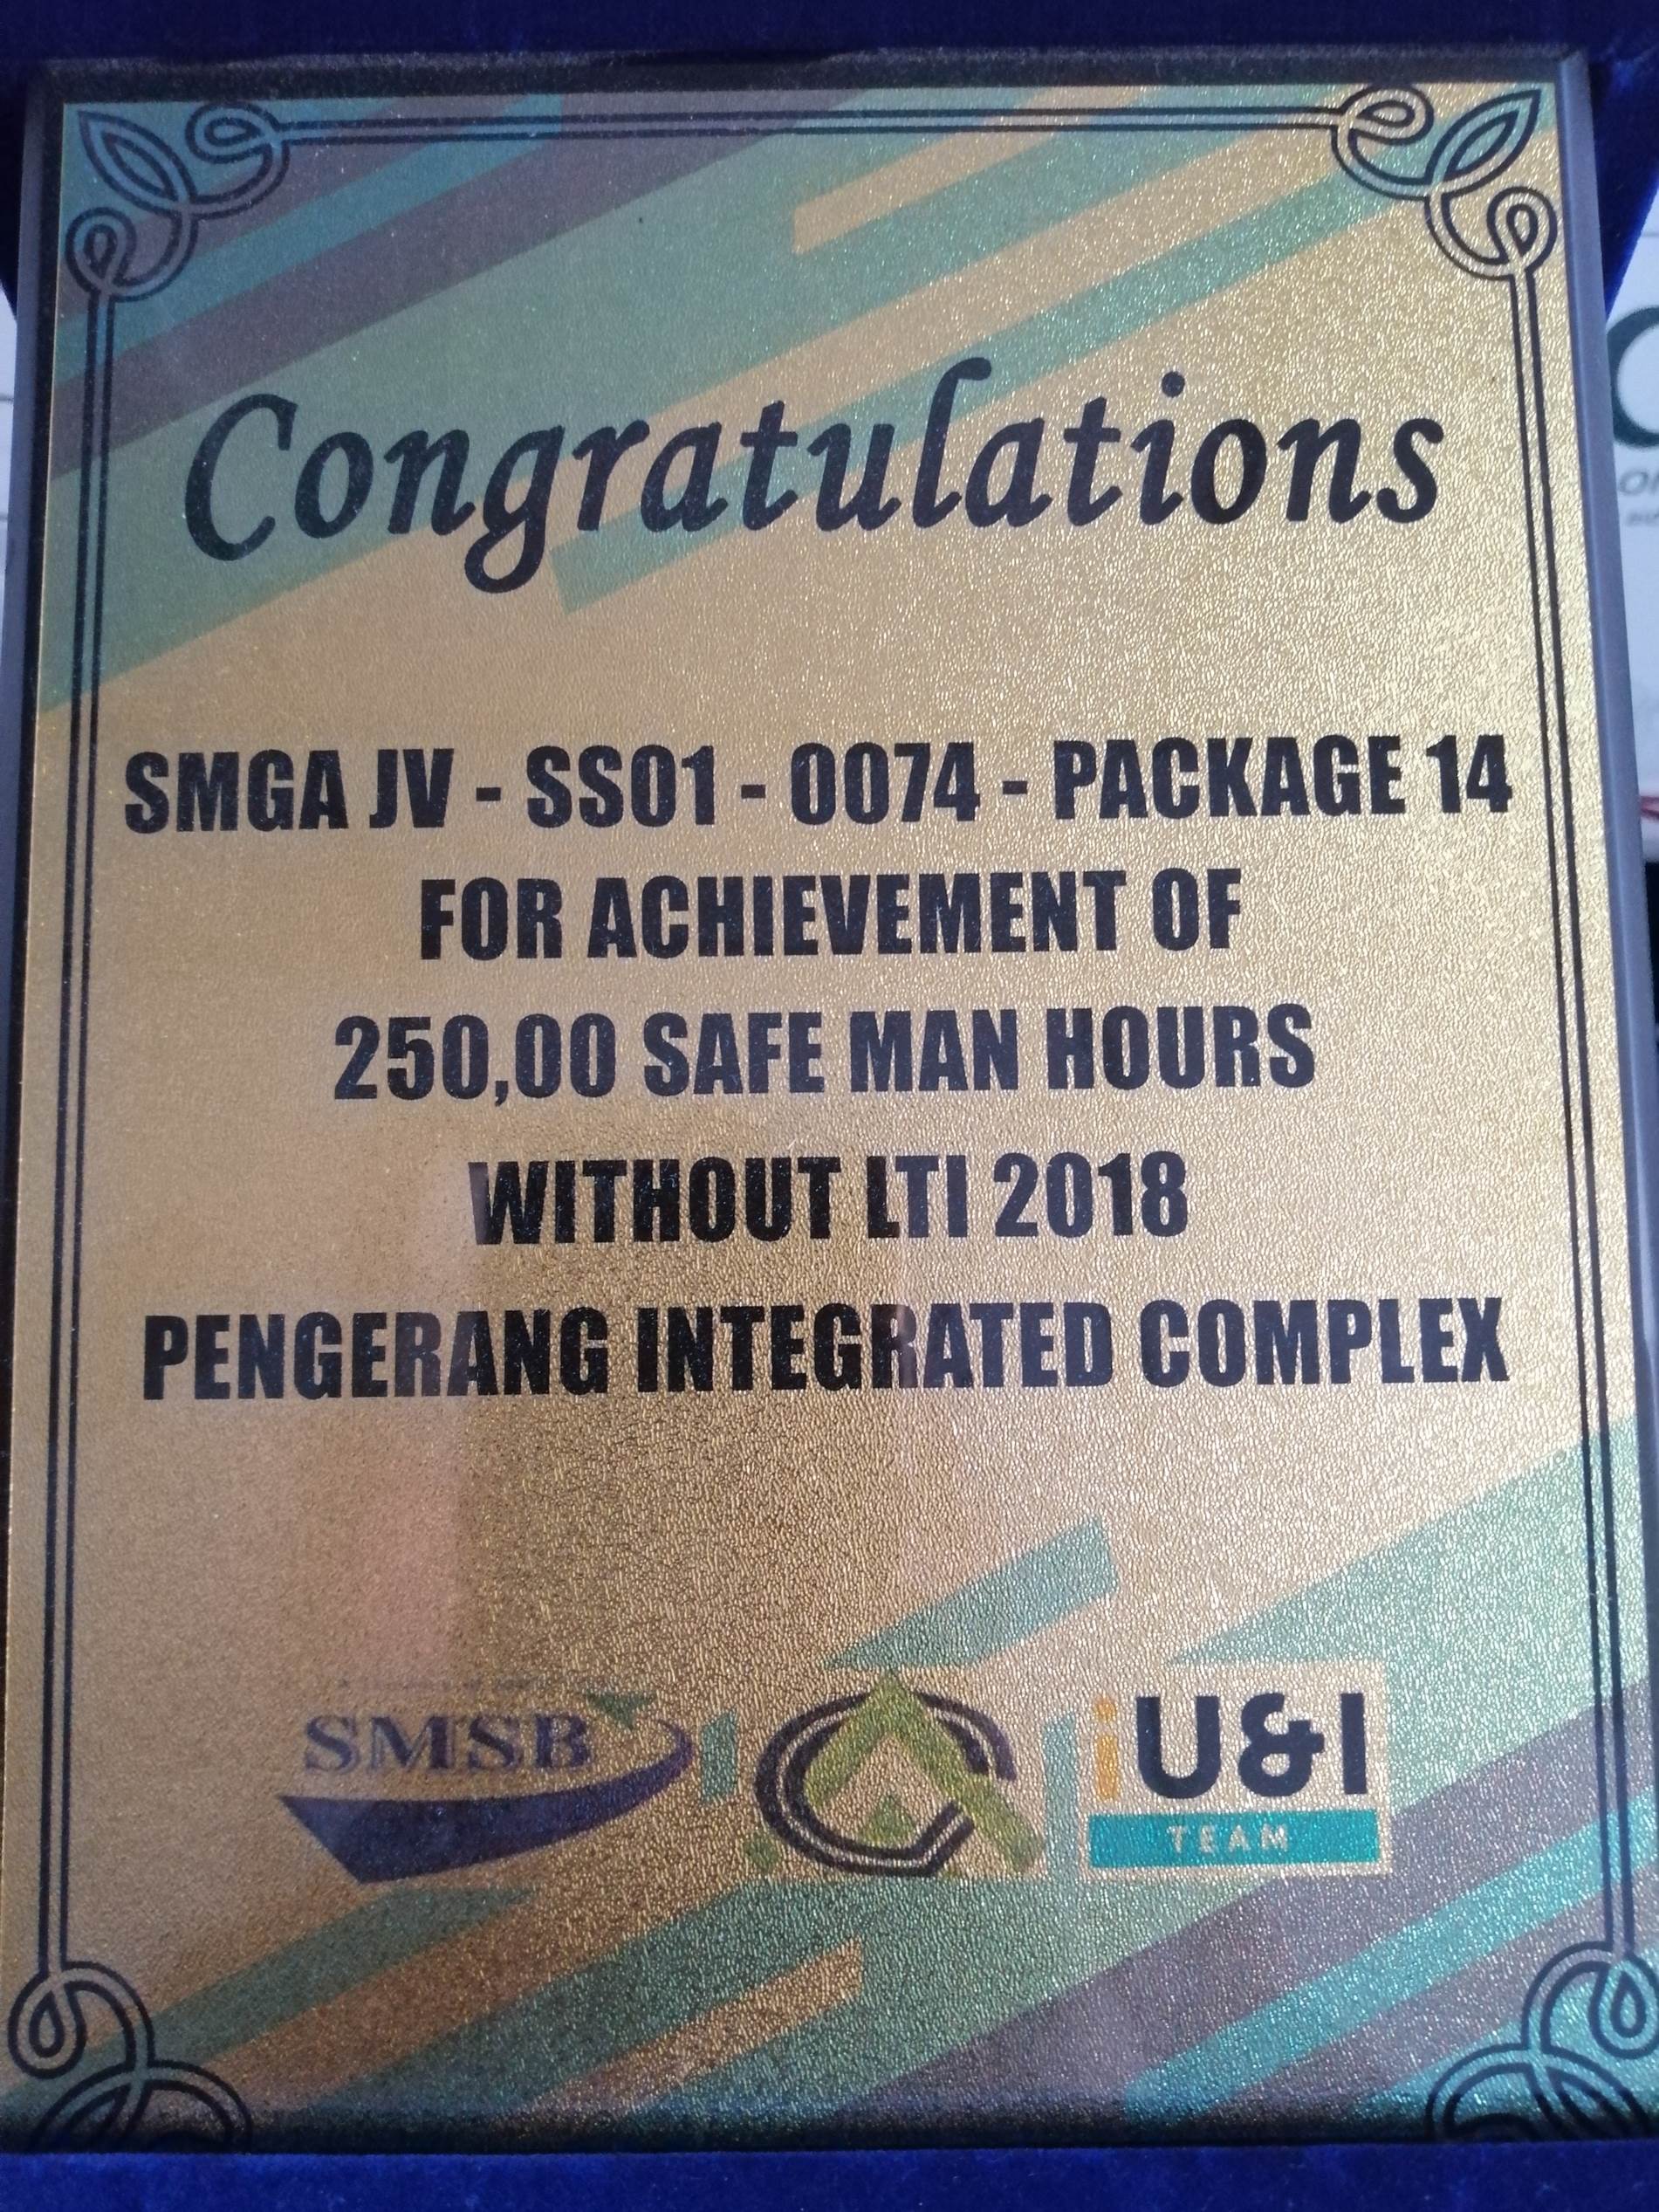 Congratulations
SMGA JV - SS01 - 0074 - PACKAGE 14
FOR ACHIEVEMENT OF
250,00 SAFE MAN HOURS
WITHOUT LTI 2018
PENGERANG INTEGRATED COMPLEX
SMSB
iU&I
TEAM